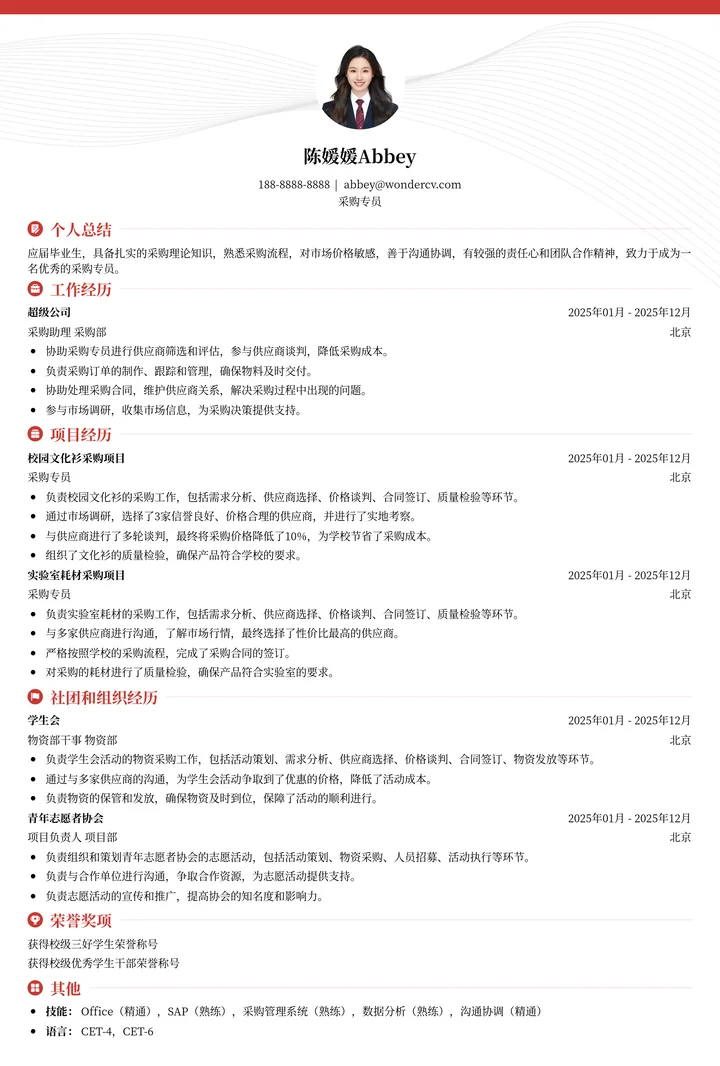 陈媛媛Abbey
188-8888-8888 | abbey@wondercv.com
采购专员
个人总结
应届毕业生，具备扎实的采购理论知识，熟悉采购流程，对市场价格敏感，善于沟通协调，有较强的责任心和团队合作精神，致力于成为一
名优秀的采购专员。
工作经历
超级公司 2025年01月 - 2025年12月
采购助理 采购部 北京
• 协助采购专员进行供应商筛选和评估，参与供应商谈判，降低采购成本。
• 负责采购订单的制作、跟踪和管理，确保物料及时交付。
• 协助处理采购合同，维护供应商关系，解决采购过程中出现的问题。
• 参与市场调研，收集市场信息，为采购决策提供支持。
项目经历
校园文化衫采购项目 2025年01月 - 2025年12月
采购专员 北京
• 负责校园文化衫的采购工作，包括需求分析、供应商选择、价格谈判、合同签订、质量检验等环节。
• 通过市场调研，选择了3家信誉良好、价格合理的供应商，并进行了实地考察。
• 与供应商进行了多轮谈判，最终将采购价格降低了10%，为学校节省了采购成本。
• 组织了文化衫的质量检验，确保产品符合学校的要求。
实验室耗材采购项目 2025年01月 - 2025年12月
采购专员 北京
• 负责实验室耗材的采购工作，包括需求分析、供应商选择、价格谈判、合同签订、质量检验等环节。
• 与多家供应商进行沟通，了解市场行情，最终选择了性价比最高的供应商。
• 严格按照学校的采购流程，完成了采购合同的签订。
• 对采购的耗材进行了质量检验，确保产品符合实验室的要求。
社团和组织经历
学生会 2025年01月 - 2025年12月
物资部干事 物资部 北京
• 负责学生会活动的物资采购工作，包括活动策划、需求分析、供应商选择、价格谈判、合同签订、物资发放等环节。
• 通过与多家供应商的沟通，为学生会活动争取到了优惠的价格，降低了活动成本。
• 负责物资的保管和发放，确保物资及时到位，保障了活动的顺利进行。
青年志愿者协会 2025年01月 - 2025年12月
项目负责人 项目部 北京
• 负责组织和策划青年志愿者协会的志愿活动，包括活动策划、物资采购、人员招募、活动执行等环节。
• 负责与合作单位进行沟通，争取合作资源，为志愿活动提供支持。
• 负责志愿活动的宣传和推广，提高协会的知名度和影响力。
荣誉奖项
获得校级三好学生荣誉称号
获得校级优秀学生干部荣誉称号
其他
• 技能： Office（精通），SAP（熟练），采购管理系统（熟练），数据分析（熟练），沟通协调（精通）
• 语言： CET-4，CET-6